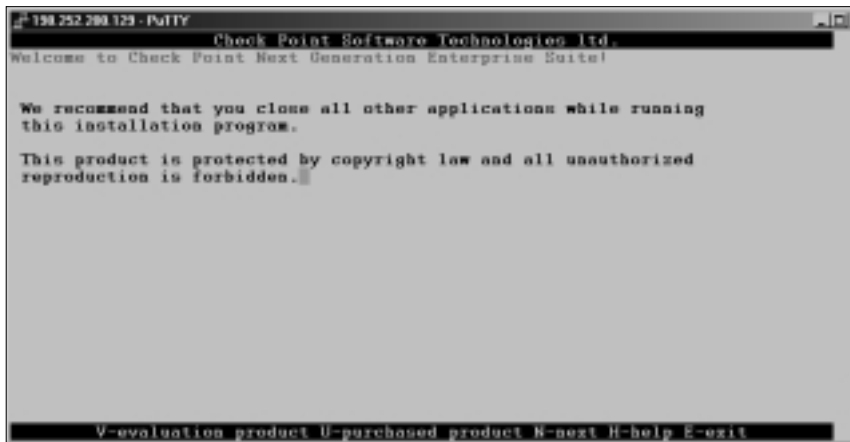 198.252.200.129 - PuTTY
Check Point Software Technologies ltd.
Welcome to Check Point Next Generation Enterprise Suite!
We recommend that you close all other applications while running
this installation program.
This product is protected by copyright law and all unauthorized
reproduction is forbidden.
V-evaluation product U-purchased product N-next H-help E-exit